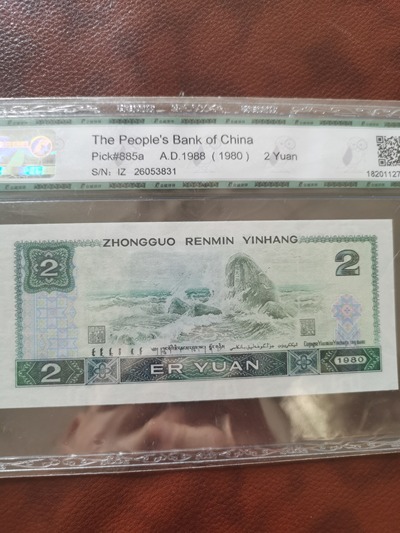 The People's Bank of China
Pick#885a A.D.1988 (1980) 2 Yuan
S/N: IZ 26053831
1820112
ZHONGGUO RENMIN YINHANG
2 2
2 ER YUAN 1980